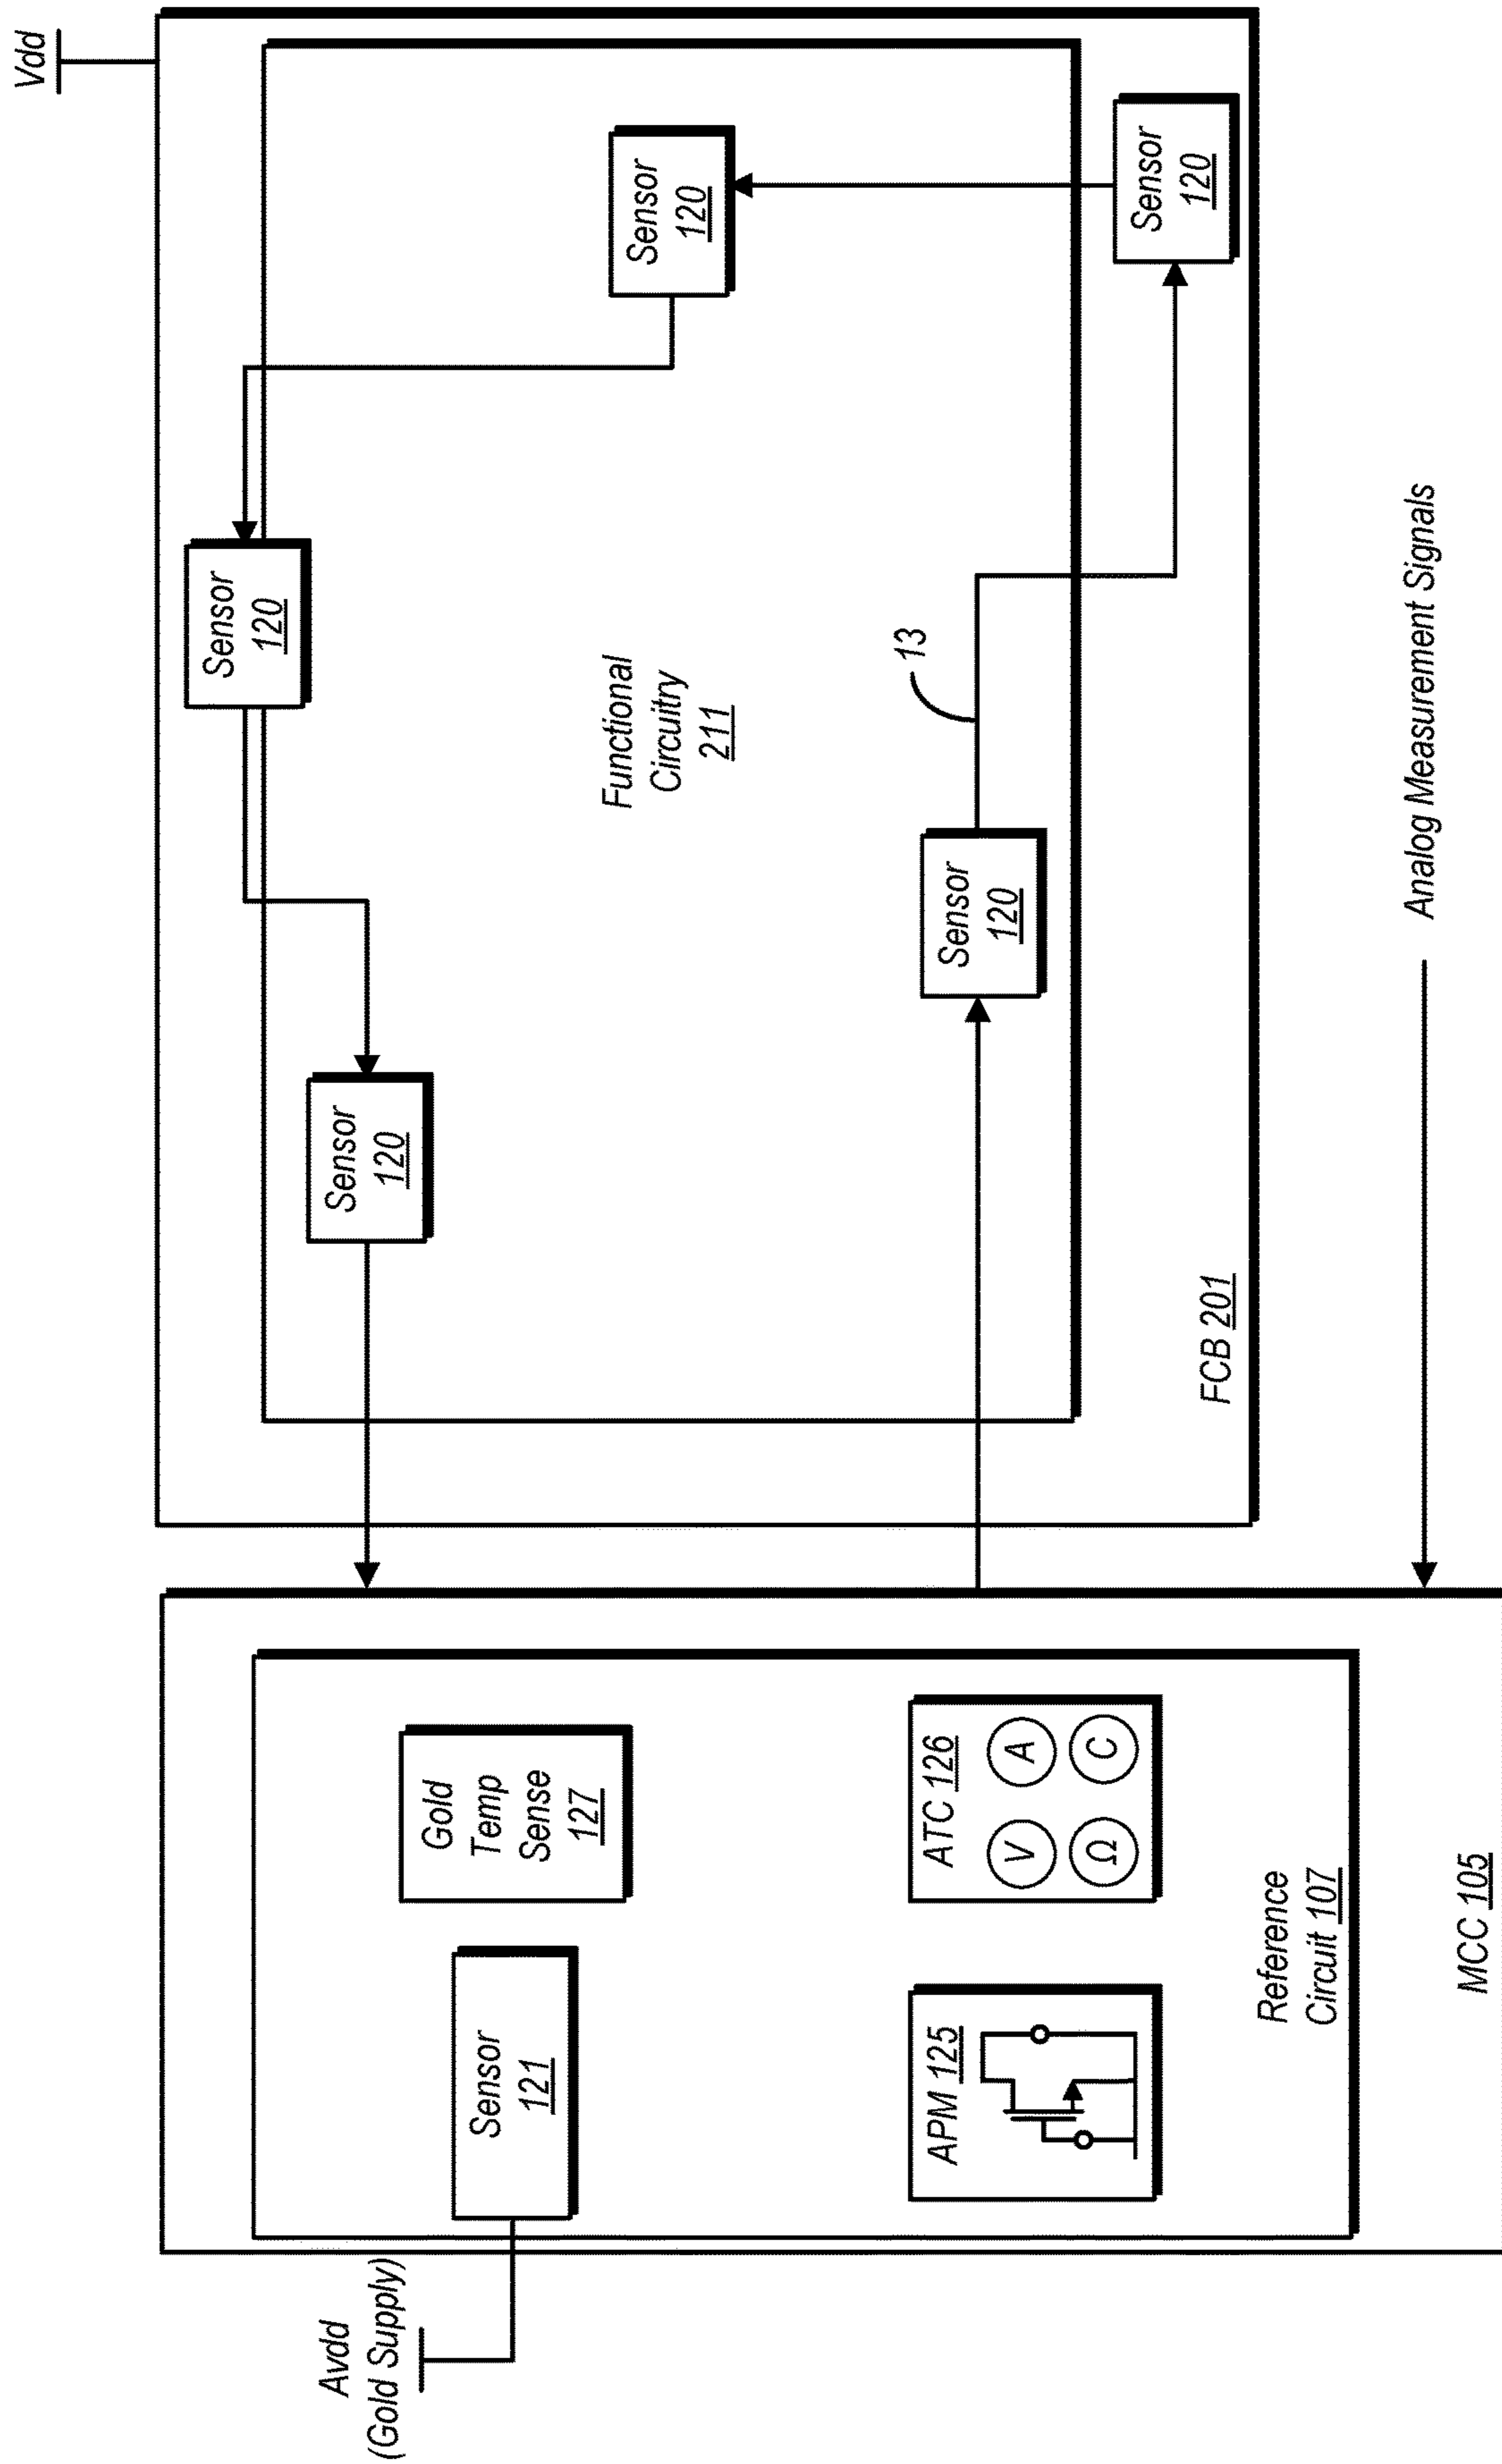 Avdd
(Gold Supply)
Sensor
121
Gold
Temp
Sense
127
APM 125
ATC 126
V
A
Ω
C
Reference
Circuit 107
MCC 105
Vdd
Sensor
120
Sensor
120
Sensor
120
Functional
Circuitry
211
Sensor
120
13
Sensor
120
FCB 201
Analog Measurement Signals